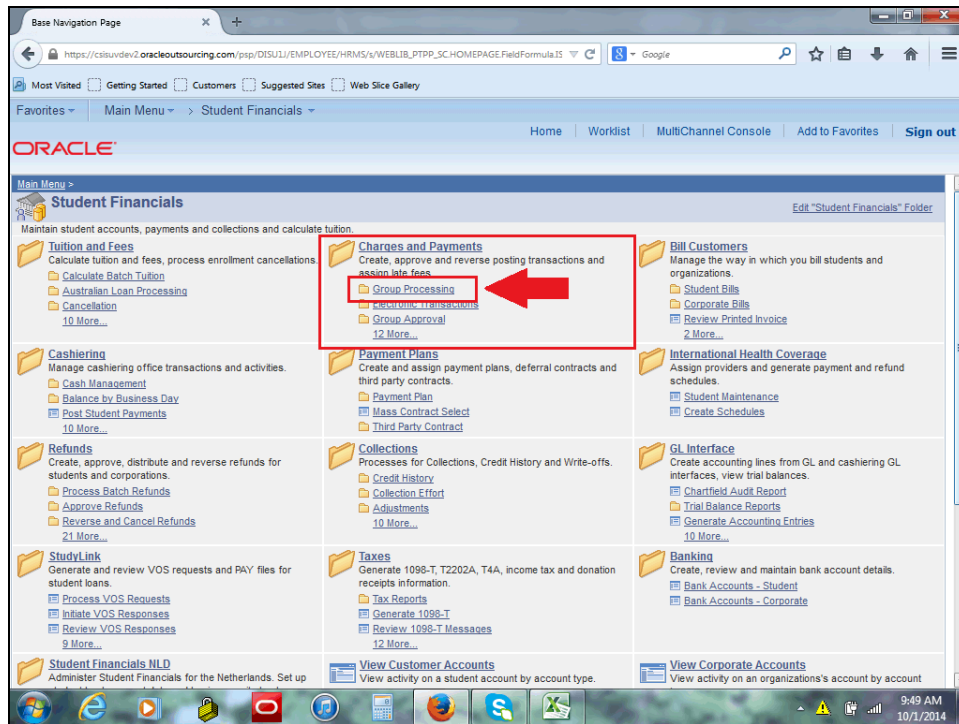 Base Navigation Page
https://csisuvdev2.oracleoutsourcing.com/psp/DISU1J/EMPLOYEE/HRMS/s/WEBLIB_PTPP_SC.HOMEPAGE.FieldFormula.IS
Google
Most Visited Getting Started Customers Suggested Sites Web Slice Gallery
Favorites Main Menu > Student Financials
Home Worklist MultiChannel Console Add to Favorites Sign out
ORACLE
Main Menu >
Student Financials
Edit "Student Financials" Folder
Maintain student accounts, payments and collections and calculate tuition.
Tuition and Fees
Calculate tuition and fees, process enrollment cancellations.
Calculate Batch Tuition
Australian Loan Processing
Cancellation
10 More...
Charges and Payments
Create, approve and reverse posting transactions and
assign late fees.
Group Processing
Electronic Transactions
Group Approval
12 More...
Bill Customers
Manage the way in which you bill students and
organizations.
Student Bills
Corporate Bills
Review Printed Invoice
2 More...
Cashiering
Manage cashiering office transactions and activities.
Cash Management
Balance by Business Day
Post Student Payments
10 More...
Payment Plans
Create and assign payment plans, deferral contracts and
third party contracts.
Payment Plan
Mass Contract Select
Third Party Contract
International Health Coverage
Assign providers and generate payment and refund
schedules.
Student Maintenance
Create Schedules
Refunds
Create, approve, distribute and reverse refunds for
students and corporations.
Process Batch Refunds
Approve Refunds
Reverse and Cancel Refunds
21 More...
Collections
Processes for Collections, Credit History and Write-offs.
Credit History
Collection Effort
Adjustments
10 More...
GL Interface
Create accounting lines from GL and cashiering GL
interfaces, view trial balances.
Chartfield Audit Report
Trial Balance Reports
Generate Accounting Entries
10 More...
StudyLink
Generate and review VOS requests and PAY files for
student loans.
Process VOS Requests
Initiate VOS Responses
Review VOS Responses
9 More...
Taxes
Generate 1098-T, T2202A, T4A, income tax and donation
receipts information.
Tax Reports
Generate 1098-T
Review 1098-T Messages
12 More...
Banking
Create, review and maintain bank account details.
Bank Accounts - Student
Bank Accounts - Corporate
Student Financials NLD
Administer Student Financials for the Netherlands. Set up
View Customer Accounts
View activity on a student account by account type.
View Corporate Accounts
View activity on an organizations's account by account
9:49 AM
10/1/2014